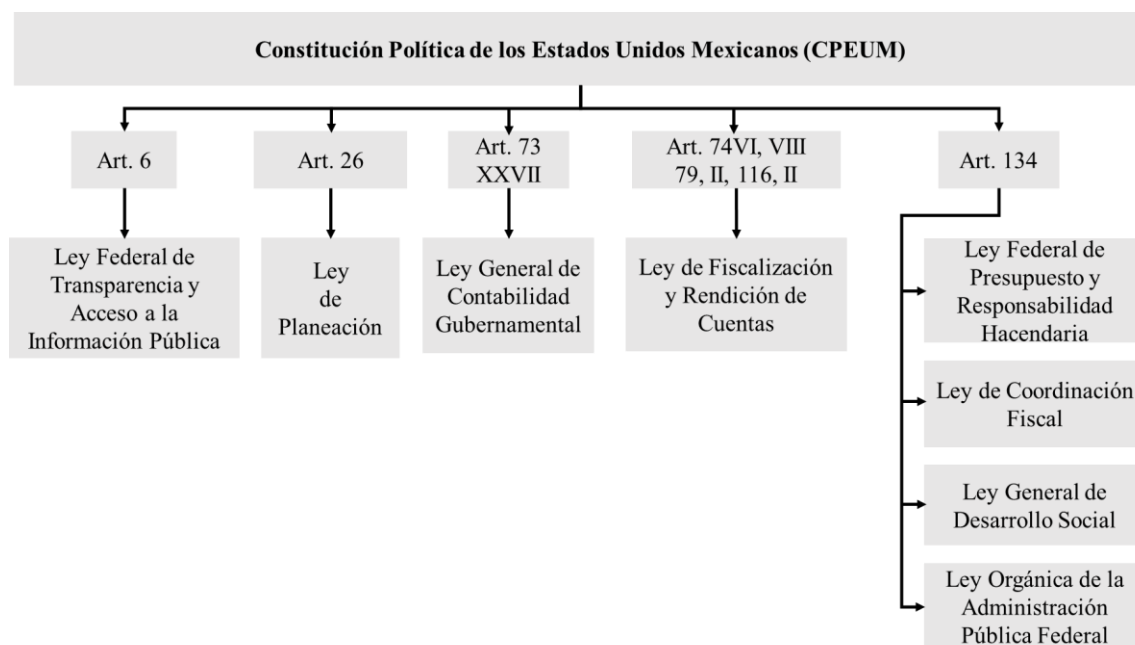 Constitución Política de los Estados Unidos Mexicanos (CPEUM)
Art. 6
Art. 26
Art. 73
XXVII
Art. 74VI, VIII
79, II, 116, II
Art. 134
Ley Federal de
Transparencia y
Acceso a la
Información Pública
Ley
de
Planeación
Ley General de
Contabilidad
Gubernamental
Ley de Fiscalización
y Rendición de
Cuentas
Ley Federal de
Presupuesto y
Responsabilidad
Hacendaria
Ley de Coordinación
Fiscal
Ley General de
Desarrollo Social
Ley Orgánica de la
Administración
Pública Federal